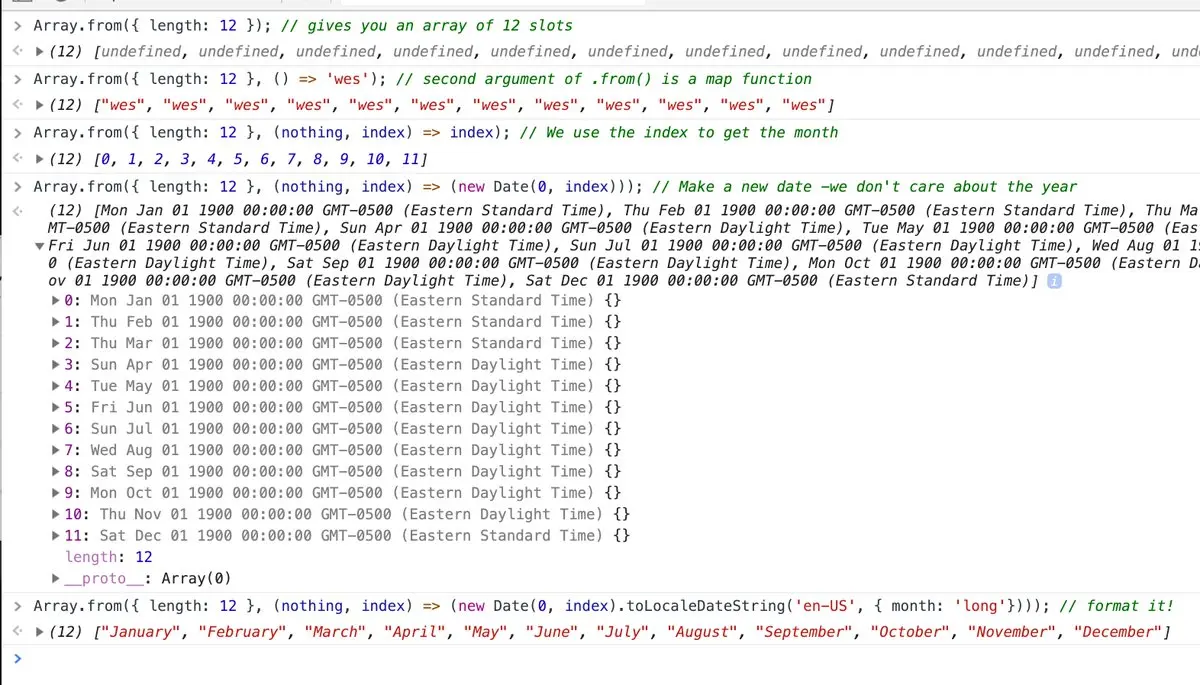 > Array.from({ length: 12 }); // gives you an array of 12 slots
(12) [undefined, undefined, undefined, undefined, undefined, undefined, undefined, undefined, undefined, undefined, undefined,
> Array.from({ length: 12 }, () => 'wes'); // second argument of .from() is a map function
(12) ["wes", "wes", "wes", "wes", "wes", "wes", "wes", "wes", "wes", "wes", "wes", "wes"]
> Array.from({ length: 12 }, (nothing, index) => index); // We use the index to get the month
(12) [0, 1, 2, 3, 4, 5, 6, 7, 8, 9, 10, 11]
> Array.from({ length: 12 }, (nothing, index) => (new Date(0, index))); // Make a new date –we don't care about the year
(12) [Mon Jan 01 1900 00:00:00 GMT-0500 (Eastern Standard Time), Thu Feb 01 1900 00:00:00 GMT-0500 (Eastern Standard Time), Thu Ma
MT-0500 (Eastern Standard Time), Sun Apr 01 1900 00:00:00 GMT-0500 (Eastern Daylight Time), Tue May 01 1900 00:00:00 GMT-0500 (Eas
Fri Jun 01 1900 00:00:00 GMT-0500 (Eastern Daylight Time), Sun Jul 01 1900 00:00:00 GMT-0500 (Eastern Daylight Time), Wed Aug 01 1
0 (Eastern Daylight Time), Sat Sep 01 1900 00:00:00 GMT-0500 (Eastern Daylight Time), Mon Oct 01 1900 00:00:00 GMT-0500 (Eastern D
ov 01 1900 00:00:00 GMT-0500 (Eastern Daylight Time), Sat Dec 01 1900 00:00:00 GMT-0500 (Eastern Standard Time)] i
0: Mon Jan 01 1900 00:00:00 GMT-0500 (Eastern Standard Time) {}
1: Thu Feb 01 1900 00:00:00 GMT-0500 (Eastern Standard Time) {}
2: Thu Mar 01 1900 00:00:00 GMT-0500 (Eastern Standard Time) {}
3: Sun Apr 01 1900 00:00:00 GMT-0500 (Eastern Daylight Time) {}
4: Tue May 01 1900 00:00:00 GMT-0500 (Eastern Daylight Time) {}
5: Fri Jun 01 1900 00:00:00 GMT-0500 (Eastern Daylight Time) {}
6: Sun Jul 01 1900 00:00:00 GMT-0500 (Eastern Daylight Time) {}
7: Wed Aug 01 1900 00:00:00 GMT-0500 (Eastern Daylight Time) {}
8: Sat Sep 01 1900 00:00:00 GMT-0500 (Eastern Daylight Time) {}
9: Mon Oct 01 1900 00:00:00 GMT-0500 (Eastern Daylight Time) {}
10: Thu Nov 01 1900 00:00:00 GMT-0500 (Eastern Daylight Time) {}
11: Sat Dec 01 1900 00:00:00 GMT-0500 (Eastern Standard Time) {}
length: 12
__proto__: Array(0)
> Array.from({ length: 12 }, (nothing, index) => (new Date(0, index).toLocaleDateString('en-US', { month: 'long'}))); // format it!
(12) ["January", "February", "March", "April", "May", "June", "July", "August", "September", "October", "November", "December"]
>